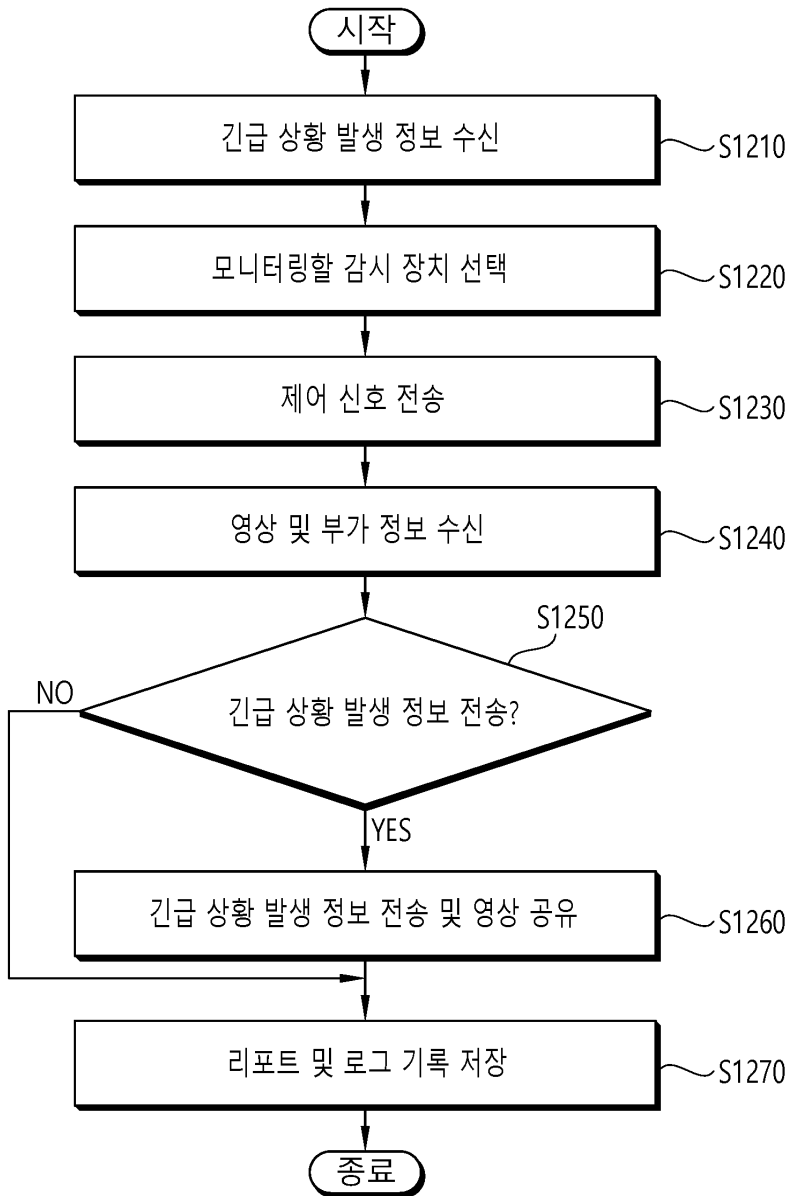 시작
긴급 상황 발생 정보 수신
S1210
모니터링할 감시 장치 선택
S1220
제어 신호 전송
S1230
영상 및 부가 정보 수신
S1240
S1250
NO
긴급 상황 발생 정보 전송?
YES
긴급 상황 발생 정보 전송 및 영상 공유
S1260
리포트 및 로그 기록 저장
S1270
종료